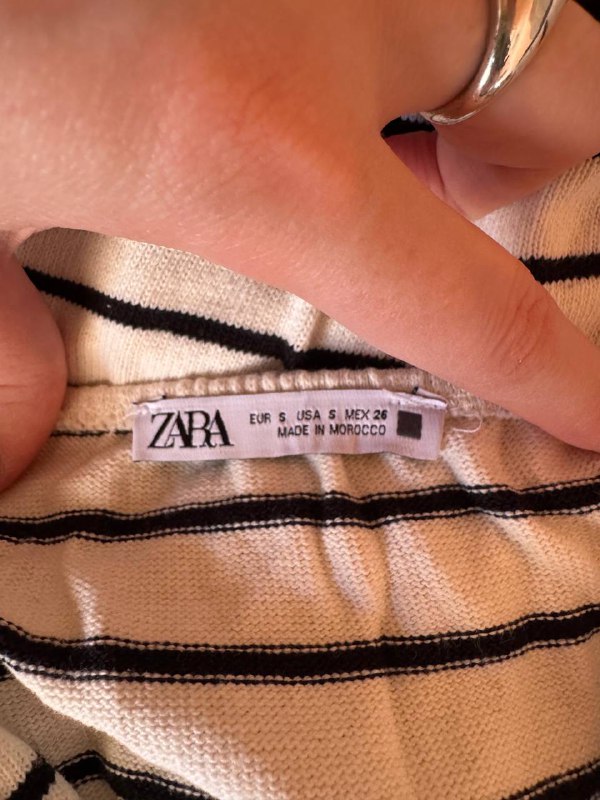 ZARA
EUR S USA S MEX 26
MADE IN MOROCCO